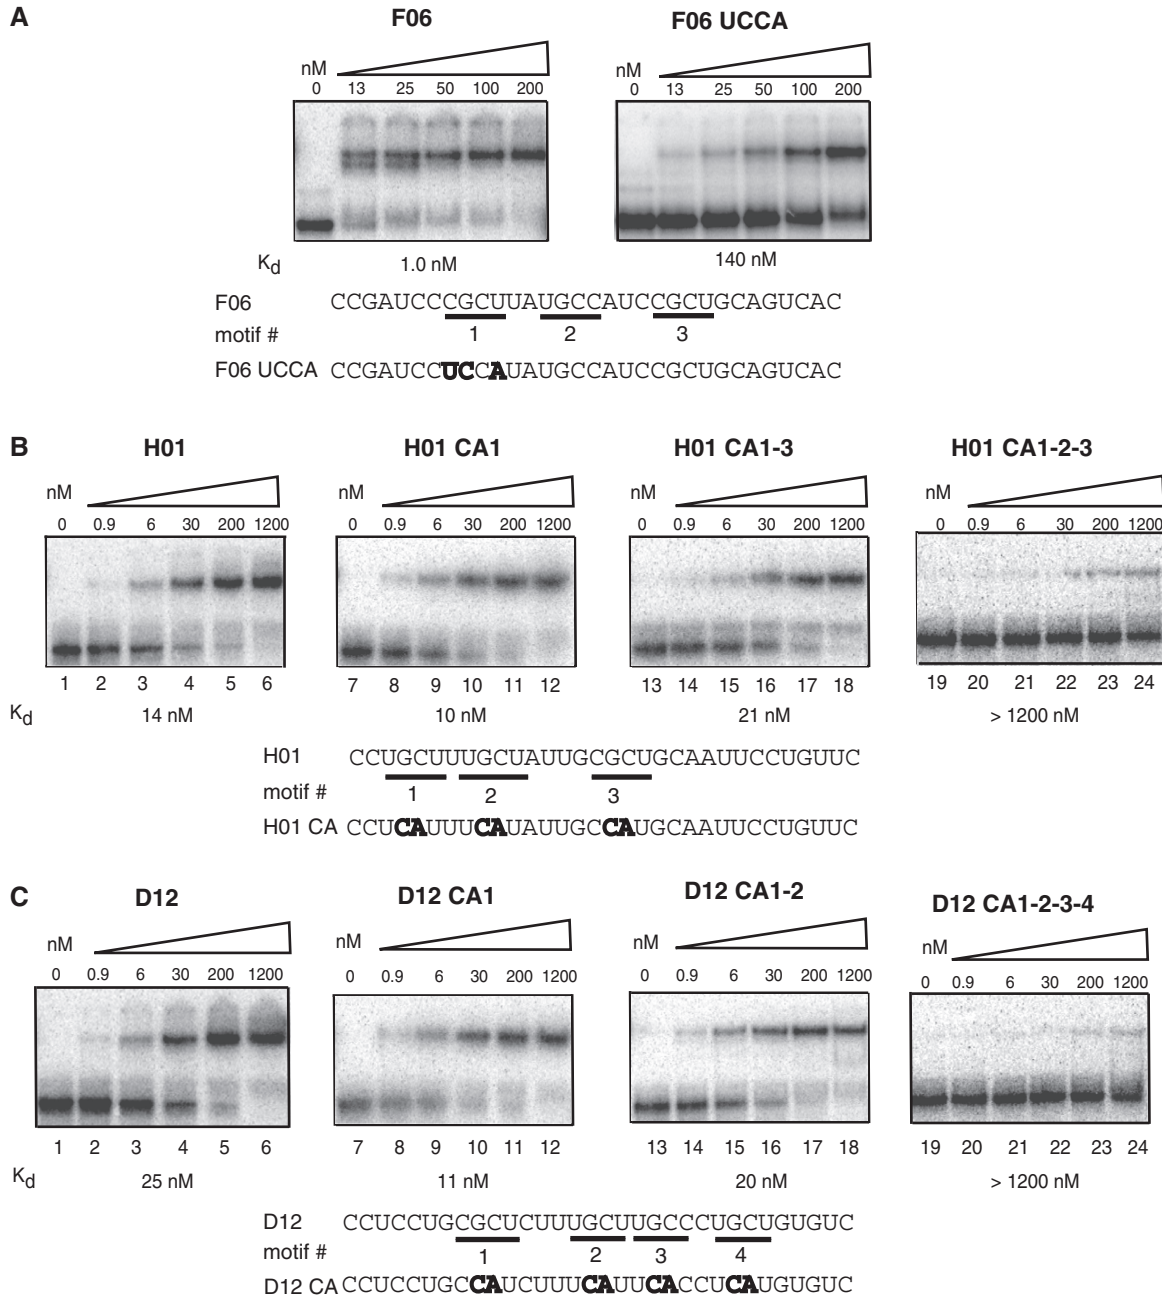 A
F06 F06 UCCA
nM nM
0 13 25 50 100 200 0 13 25 50 100 200
Kd 1.0 nM 140 nM
F06 CCGAUCCCGCUUAUGCCAUCCGCUGCAGUCAC
motif # 1 2 3
F06 UCCA CCGAUCCUCCAUAUGCCAUCCGCUGCAGUCAC
B
H01 H01 CA1 H01 CA1-3 H01 CA1-2-3
nM nM nM nM
0 0.9 6 30 200 1200 0 0.9 6 30 200 1200 0 0.9 6 30 200 1200 0 0.9 6 30 200 1200
1 2 3 4 5 6 7 8 9 10 11 12 13 14 15 16 17 18 19 20 21 22 23 24
Kd 14 nM 10 nM 21 nM > 1200 nM
H01 CCUGCUUUGCUAUUGCCGCUGCAAUUCCUGUUC
motif # 1 2 3
H01 CA CCUCAUUUCAUAUUGCCAUGCAAUUCCUGUUC
C
D12 D12 CA1 D12 CA1-2 D12 CA1-2-3-4
nM nM nM nM
0 0.9 6 30 200 1200 0 0.9 6 30 200 1200 0 0.9 6 30 200 1200 0 0.9 6 30 200 1200
1 2 3 4 5 6 7 8 9 10 11 12 13 14 15 16 17 18 19 20 21 22 23 24
Kd 25 nM 11 nM 20 nM > 1200 nM
D12 CCUCCUGCGCUCUUUGCUUGCCCUGCUGUGUC
motif # 1 2 3 4
D12 CA CCUCCUGCCAUCUUUCAUUCACCUCAUGUGUC